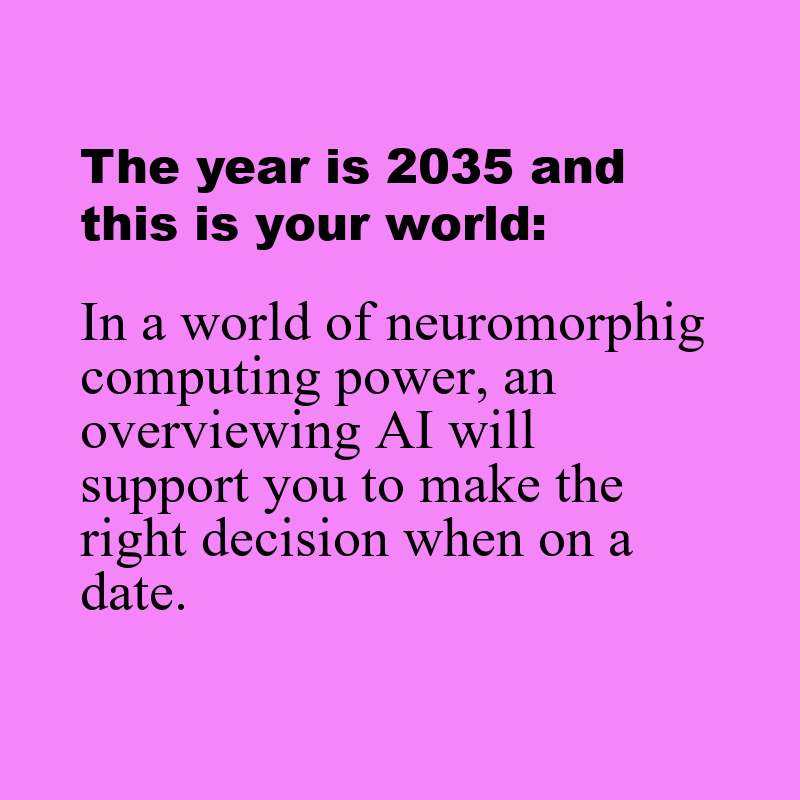 The year is 2035 and
this is your world:
In a world of neuromorphig
computing power, an
overviewing AI will
support you to make the
right decision when on a
date.